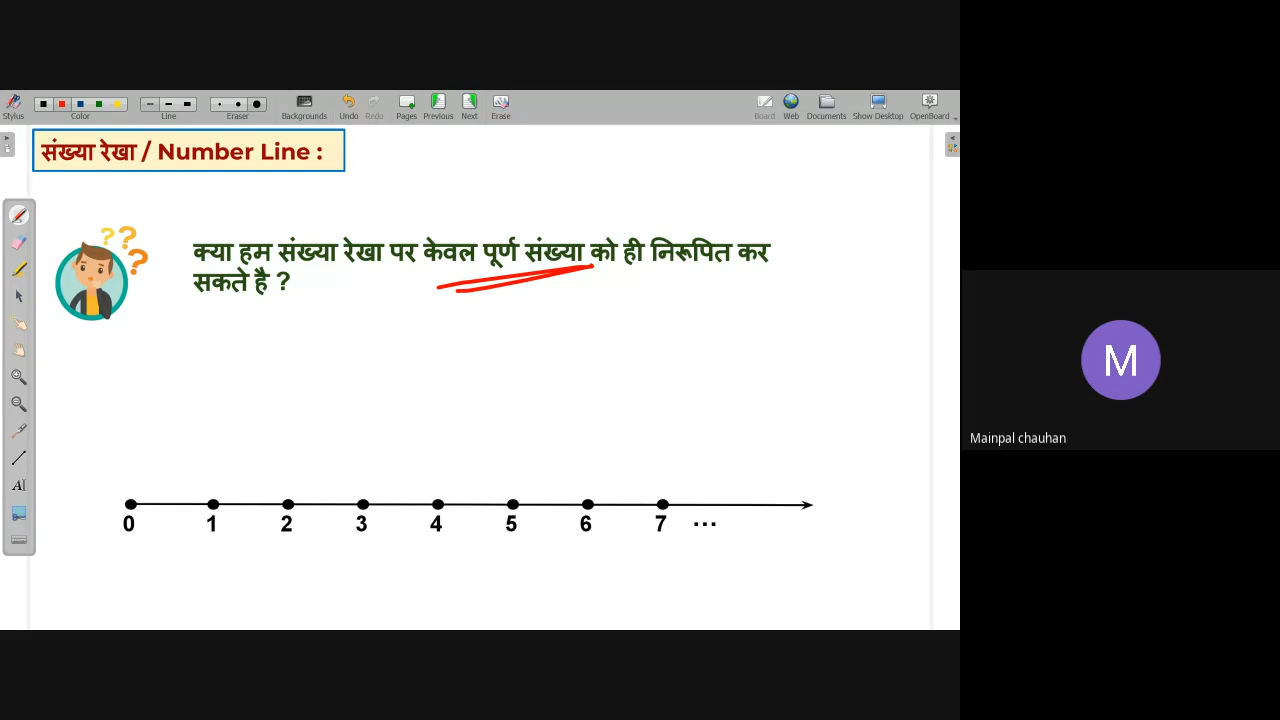 Stylus
Color
Line
Eraser
Backgrounds
Undo
Redo
Pages
Previous
Next
Erase
Board
Web
Documents
Show Desktop
OpenBoard
संख्या रेखा / Number Line :
क्या हम संख्या रेखा पर केवल पूर्ण संख्या को ही निरूपित कर
सकते है ?
0 1 2 3 4 5 6 7 ...
M
Mainpal chauhan